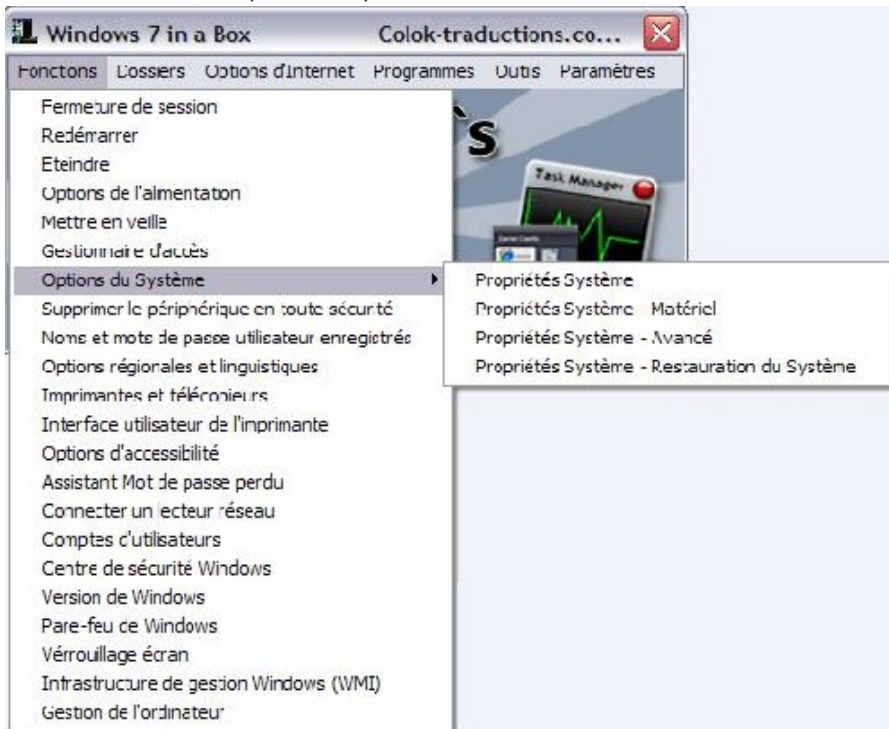 Windows 7 in a Box Colok-traductions.co...
Fonctons Dossiers Options d'Internet Programmes Outis Paramètres
Fermeture de session
Redémarrer
Eteindre
Options de l'almentation
Mettre en veille
Gestionnaire d'accès
Options du Système
Supprimer le périphérique en toute sécurité
Noms et mots de passe utilisateur enregistrés
Options régionales et linguistiques
Imprimantes et télécopieurs
Interface utilisateur de l'imprimante
Options d'accessibilité
Assistant Mot de passe perdu
Connecter un lecteur réseau
Comptes d'utilisateurs
Centre de sécurité Windows
Version de Windows
Pare-feu de Windows
Vérrouillage écran
Infrastructure de gestion Windows (WMI)
Gestion de l'ordinateur
Propriétés Système
Propriétés Système - Matériel
Propriétés Système - Avancé
Propriétés Système - Restauration du Système
`s
Task Manager